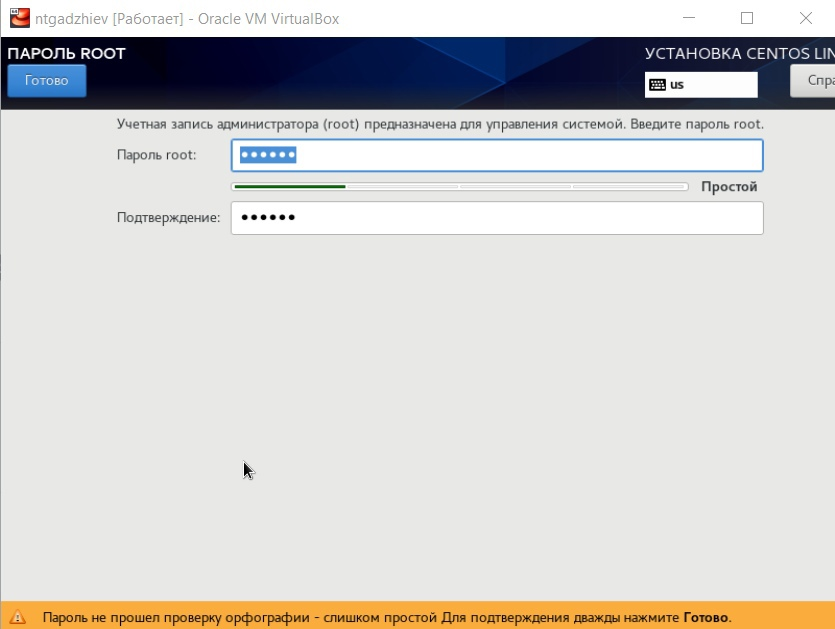 ntgadzhiev [Работает] - Oracle VM VirtualBox
ПАРОЛЬ ROOT
УСТАНОВКА CENTOS LIN
Готово
us
Спра
Учетная запись администратора (root) предназначена для управления системой. Введите пароль root.
Пароль root: ••••••
Простой
Подтверждение: ••••••
Пароль не прошел проверку орфографии - слишком простой Для подтверждения дважды нажмите Готово.